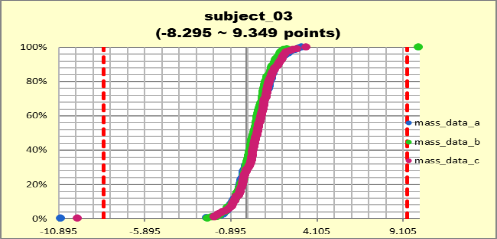 subject_03
(-8.295 ~ 9.349 points)
100%
80%
60%
40%
20%
0%
mass_data_a
mass_data_b
mass_data_c
-10.895
-5.895
-0.895
4.105
9.105